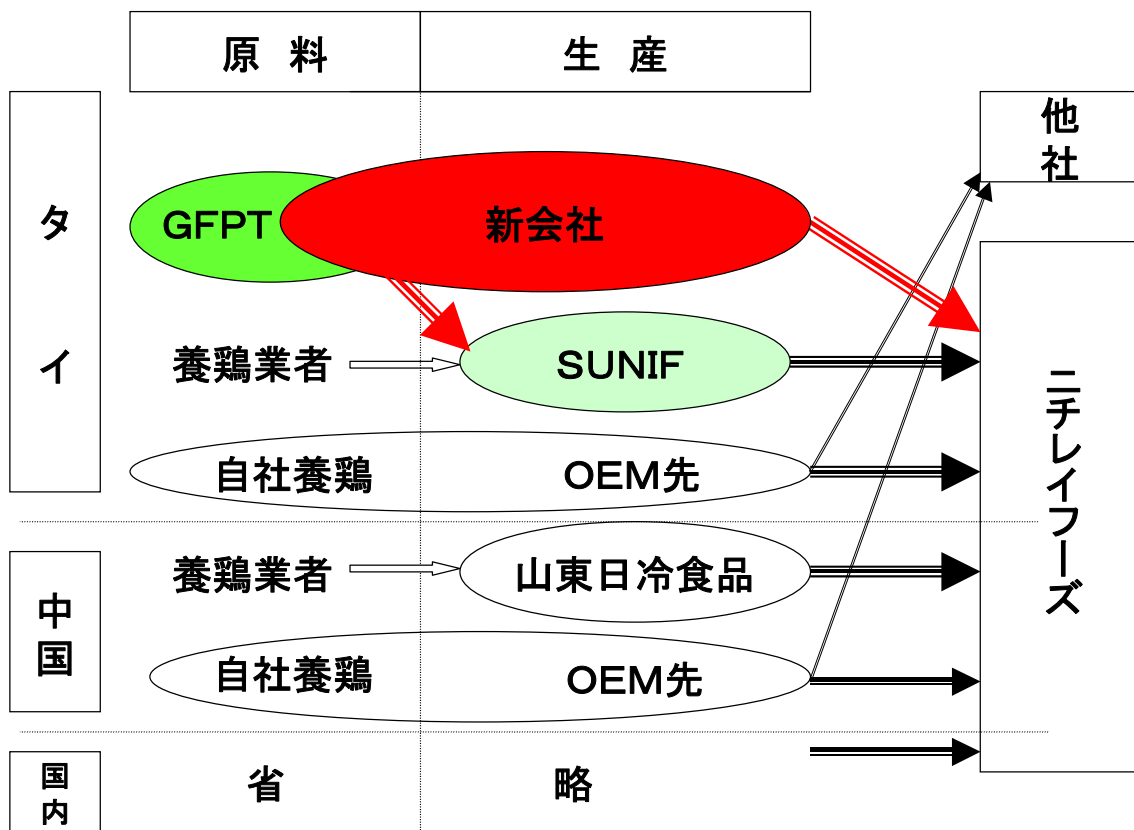 原 料
生 産
タイ
他社
GFPT
新会社
養鶏業者
SUNIF
自社養鶏
OEM先
ニチレイフーズ
中国
養鶏業者
山東日冷食品
自社養鶏
OEM先
国内
省
略